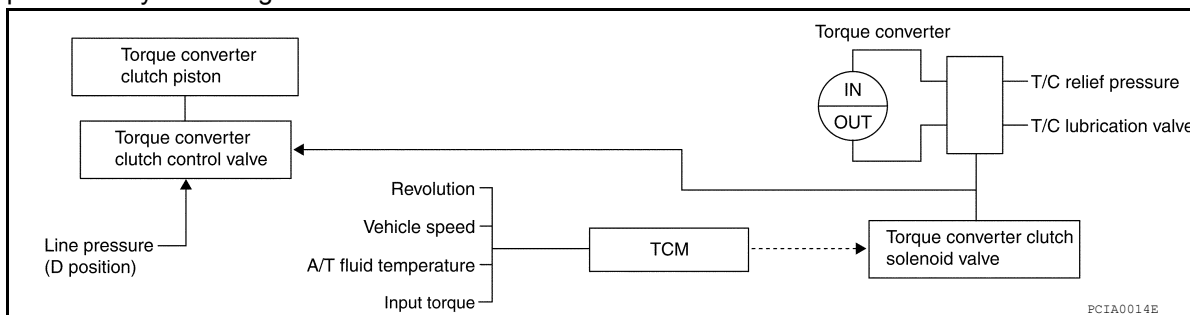 Torque converter
clutch piston
Torque converter
clutch control valve
Line pressure
(D position)
Revolution
Vehicle speed
A/T fluid temperature
Input torque
TCM
Torque converter
IN
OUT
T/C relief pressure
T/C lubrication valve
Torque converter clutch
solenoid valve
PCIA0014E